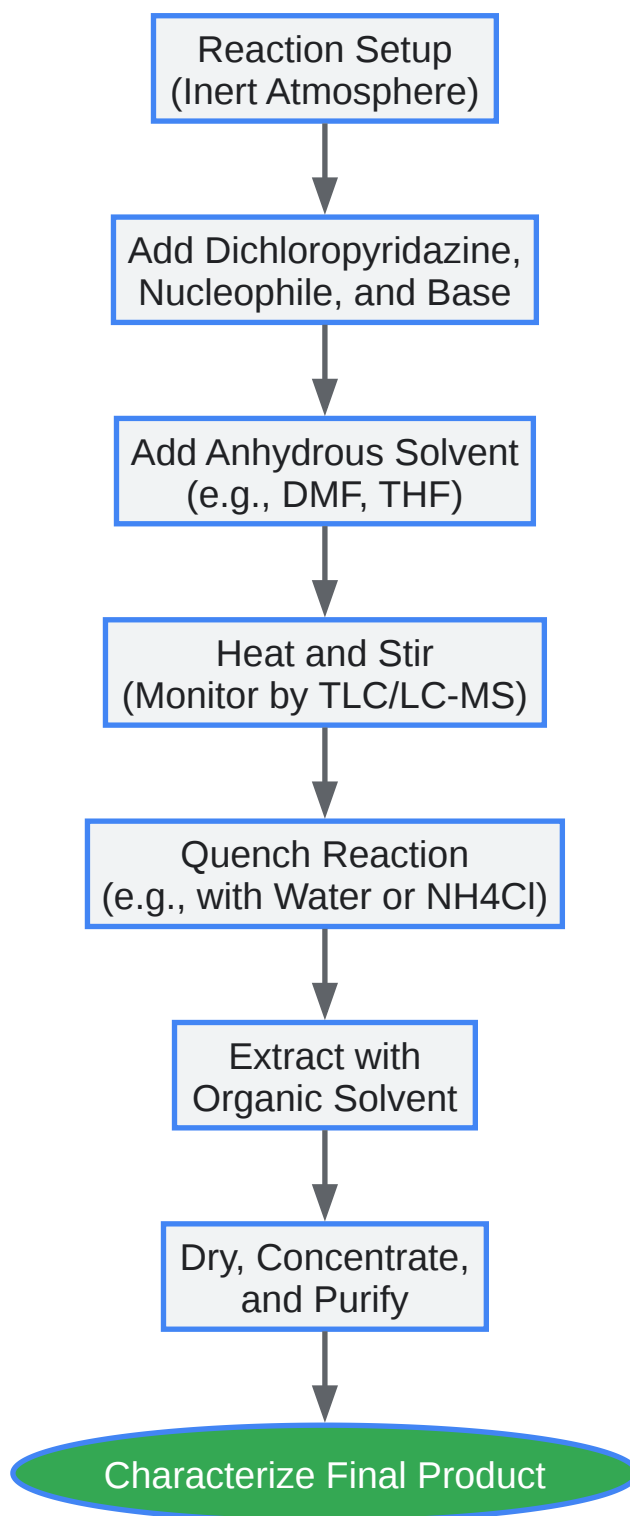 Reaction Setup
(Inert Atmosphere)
Add Dichloropyridazine,
Nucleophile, and Base
Add Anhydrous Solvent
(e.g., DMF, THF)
Heat and Stir
(Monitor by TLC/LC-MS)
Quench Reaction
(e.g., with Water or NH4Cl)
Extract with
Organic Solvent
Dry, Concentrate,
and Purify
Characterize Final Product